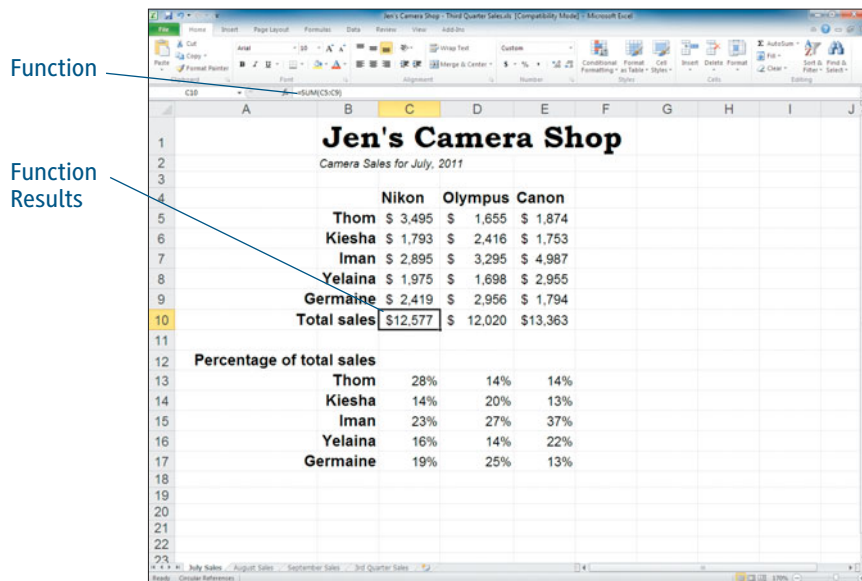 Jen's Camera Shop - Third Quarter Sales.xls [Compatibility Mode] - Microsoft Excel
File Home Insert Page Layout Formulas Data Review View Add-Ins
Paste
Cut
Copy
Format Painter
Clipboard
Arial 10
Font
Wrap Text
Merge & Center
Alignment
Custom
Number
Conditional Formatting
Format as Table
Cell Styles
Styles
Insert Delete Format
Cells
AutoSum
Fill
Clear
Sort & Filter
Find & Select
Editing
Function
C10 =SUM(C5:C9)
A B C D E F G H I J
1 Jen's Camera Shop
2 Camera Sales for July, 2011
3
Function Results
4 Nikon Olympus Canon
5 Thom $ 3,495 $ 1,655 $ 1,874
6 Kiesha $ 1,793 $ 2,416 $ 1,753
7 Iman $ 2,895 $ 3,295 $ 4,987
8 Yelaina $ 1,975 $ 1,698 $ 2,955
9 Germaine $ 2,419 $ 2,956 $ 1,794
10 Total sales $12,577 $ 12,020 $13,363
11
12 Percentage of total sales
13 Thom 28% 14% 14%
14 Kiesha 14% 20% 13%
15 Iman 23% 27% 37%
16 Yelaina 16% 14% 22%
17 Germaine 19% 25% 13%
18
19
20
21
22
23
July Sales August Sales September Sales 3rd Quarter Sales
Ready Circular References 170%